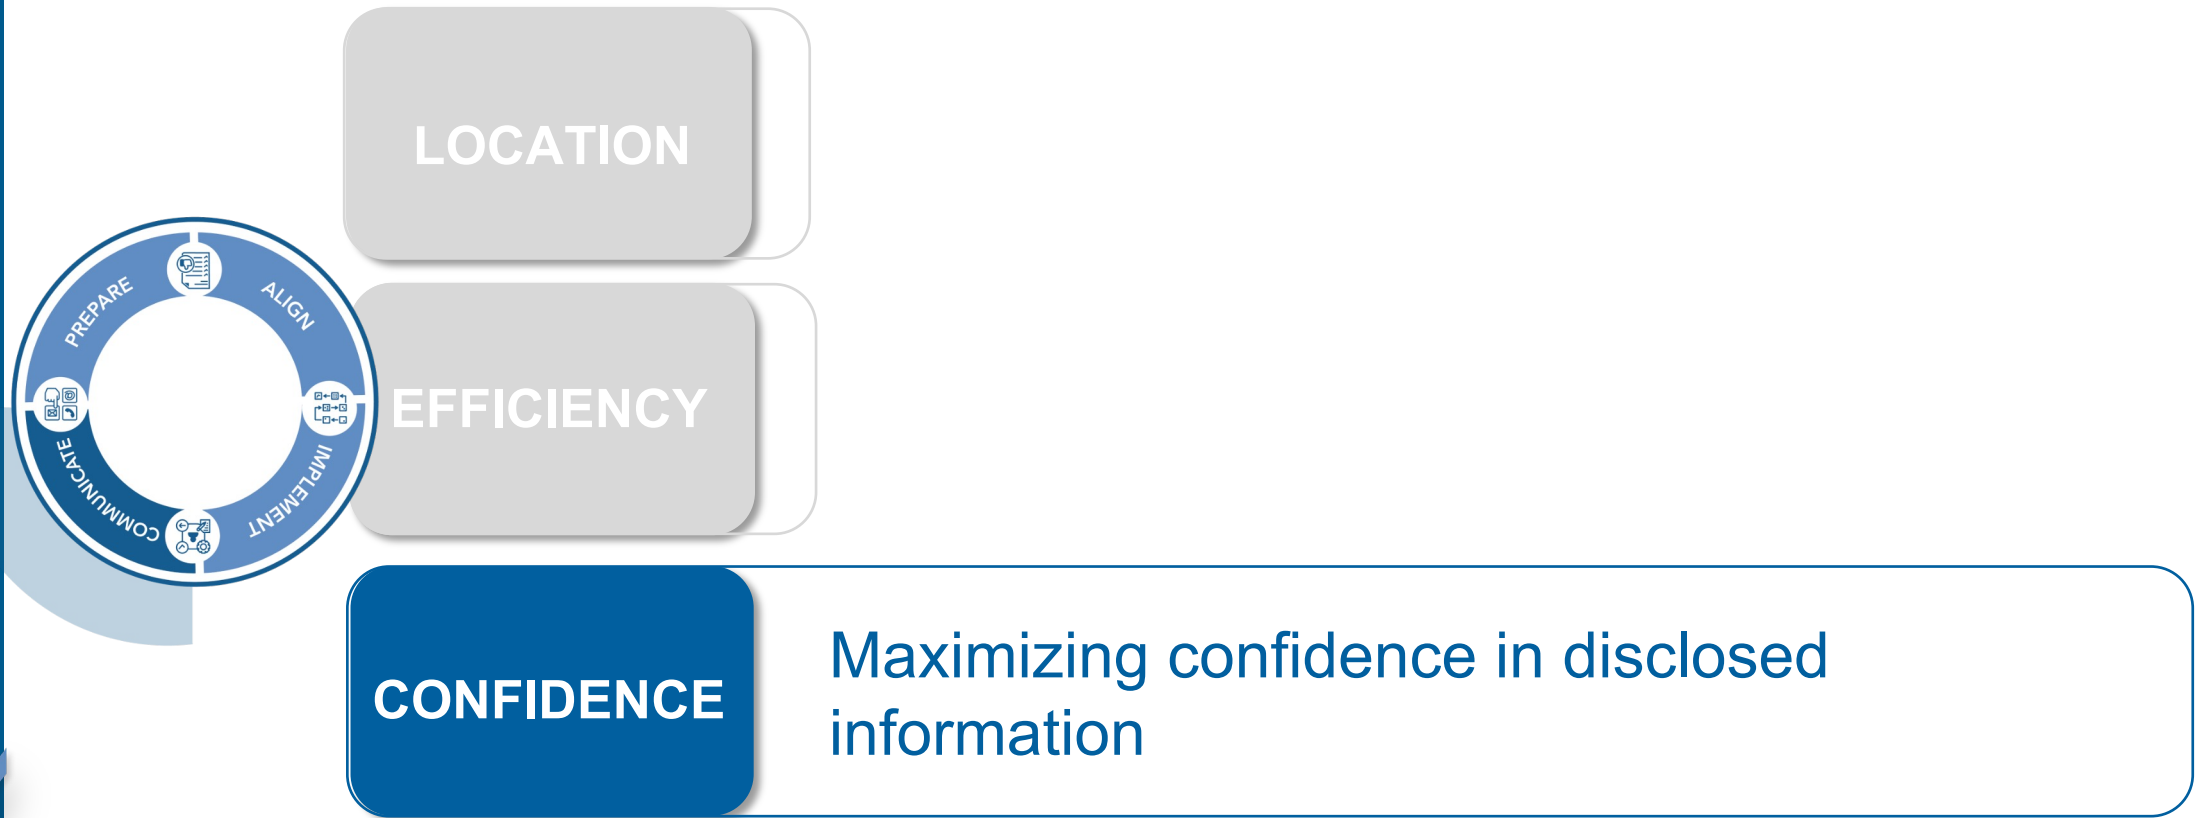 LOCATION
PREPARE
ALIGN
EFFICIENCY
COMMUNICATE
IMPLEMENT
CONFIDENCE
Maximizing confidence in disclosed
information